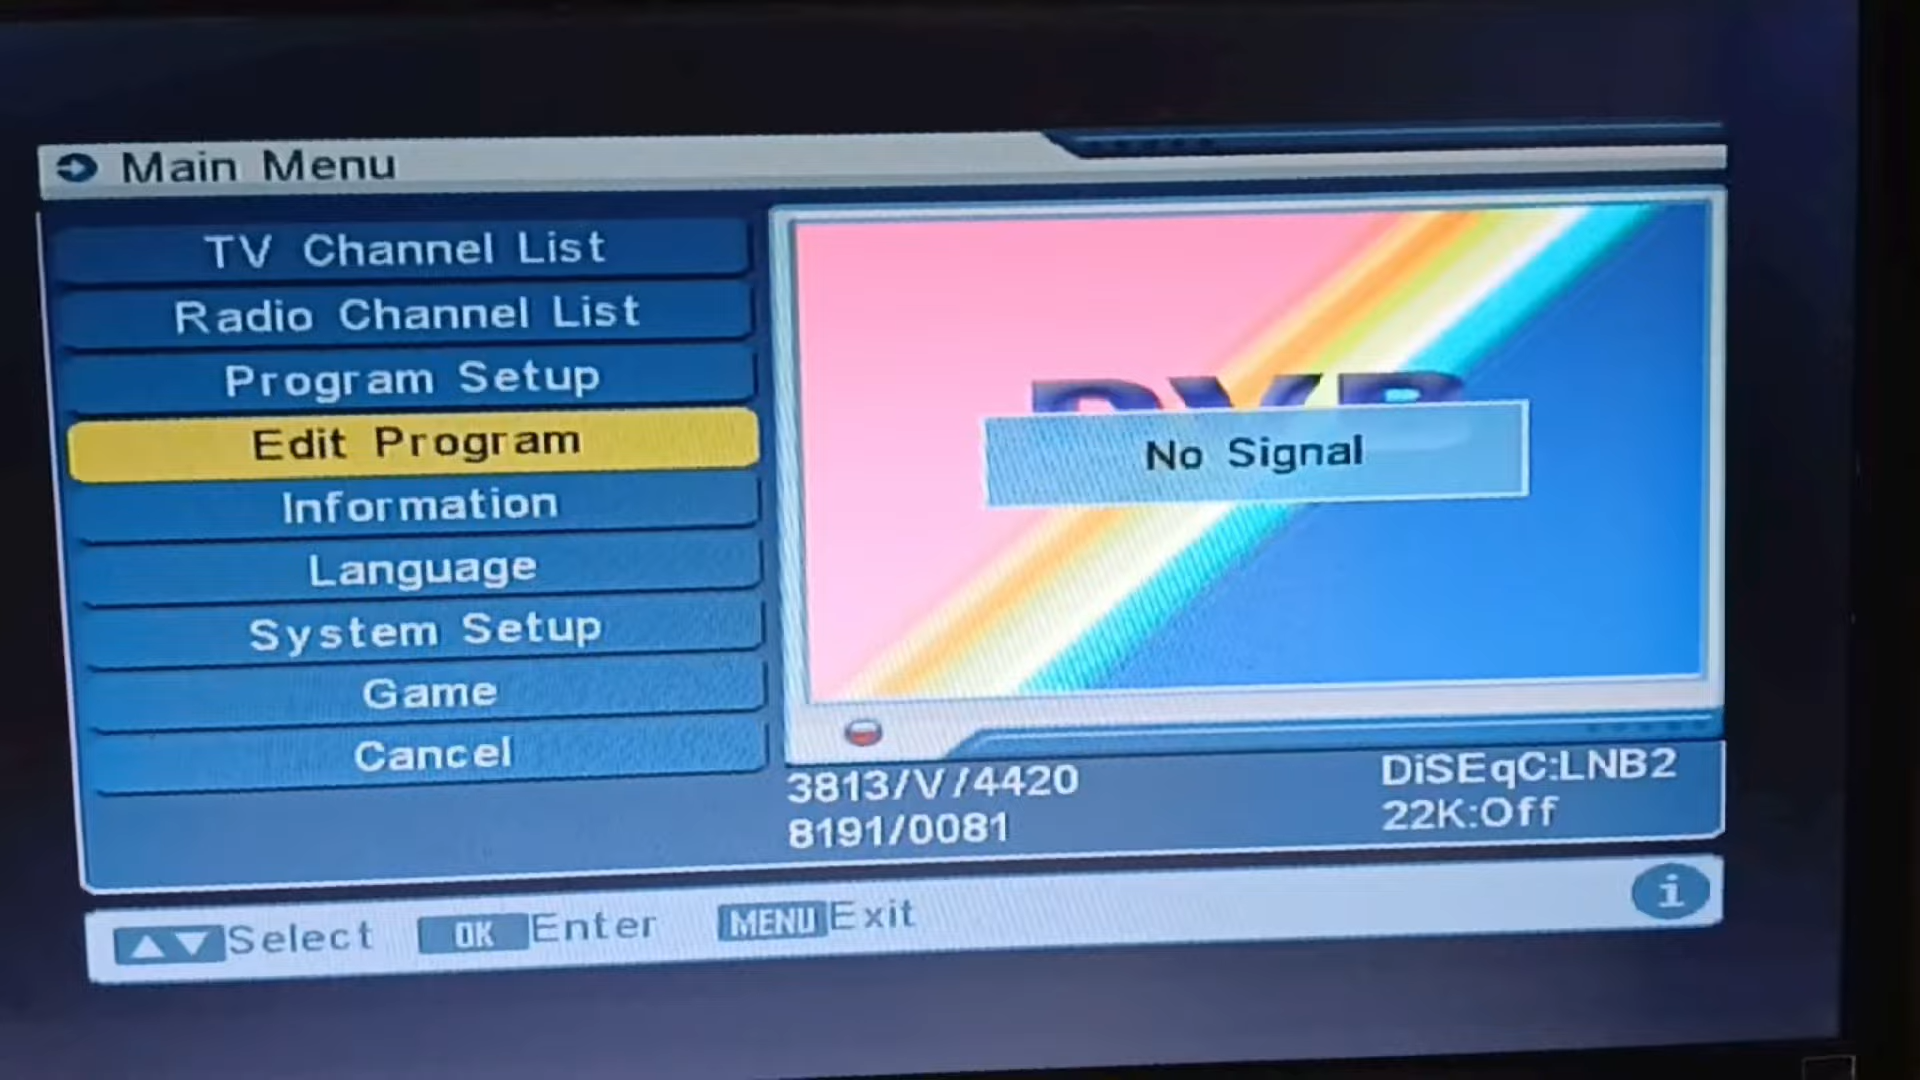 Main Menu
TV Channel List
Radio Channel List
Program Setup
Edit Program
Information
Language
System Setup
Game
Cancel
No Signal
3813/V/4420
8191/0081
DiSEqC:LNB2
22K:Off
Select OK Enter MENU Exit
i